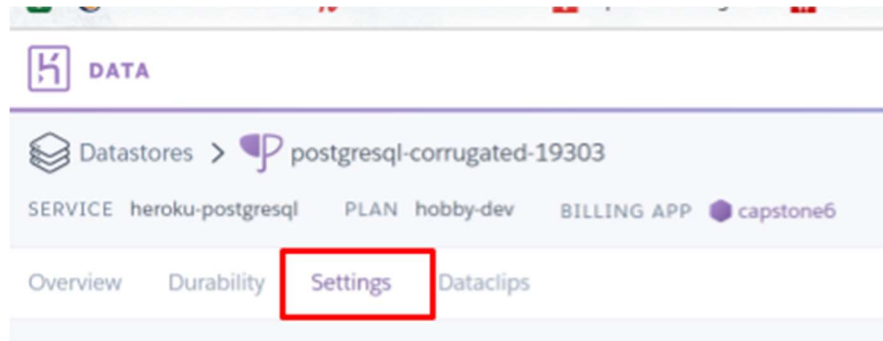 DATA
Datastores > postgresql-corrugated-19303
SERVICE heroku-postgresql PLAN hobby-dev BILLING APP capstone6
Overview Durability Settings Dataclips